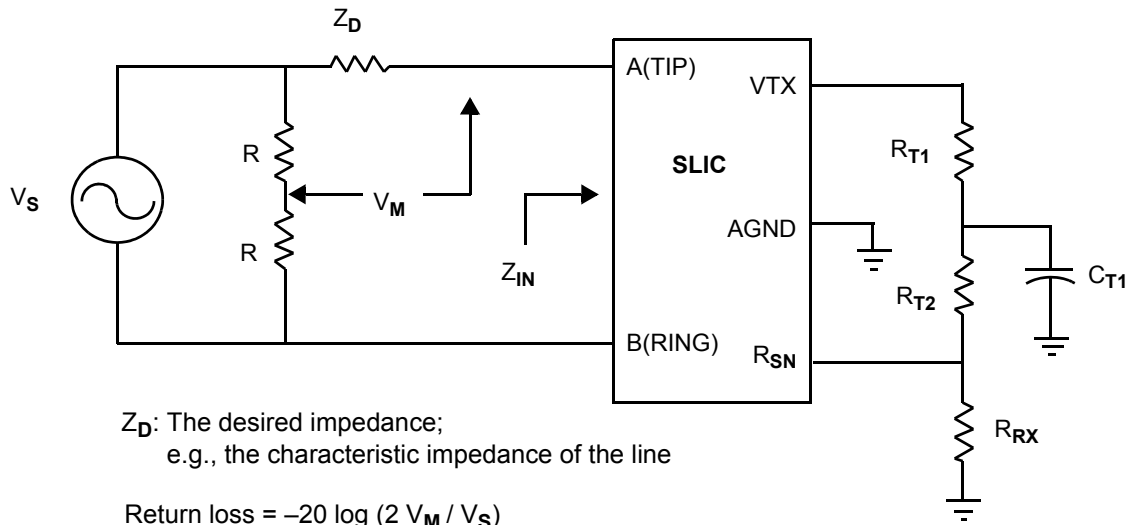 Z_D
A(TIP)
VTX
R_T1
R
SLIC
V_S
V_M
R
AGND
Z_IN
R_T2
C_T1
B(RING)
R_SN
R_RX
Z_D: The desired impedance;
e.g., the characteristic impedance of the line
Return loss = –20 log (2 V_M / V_S)